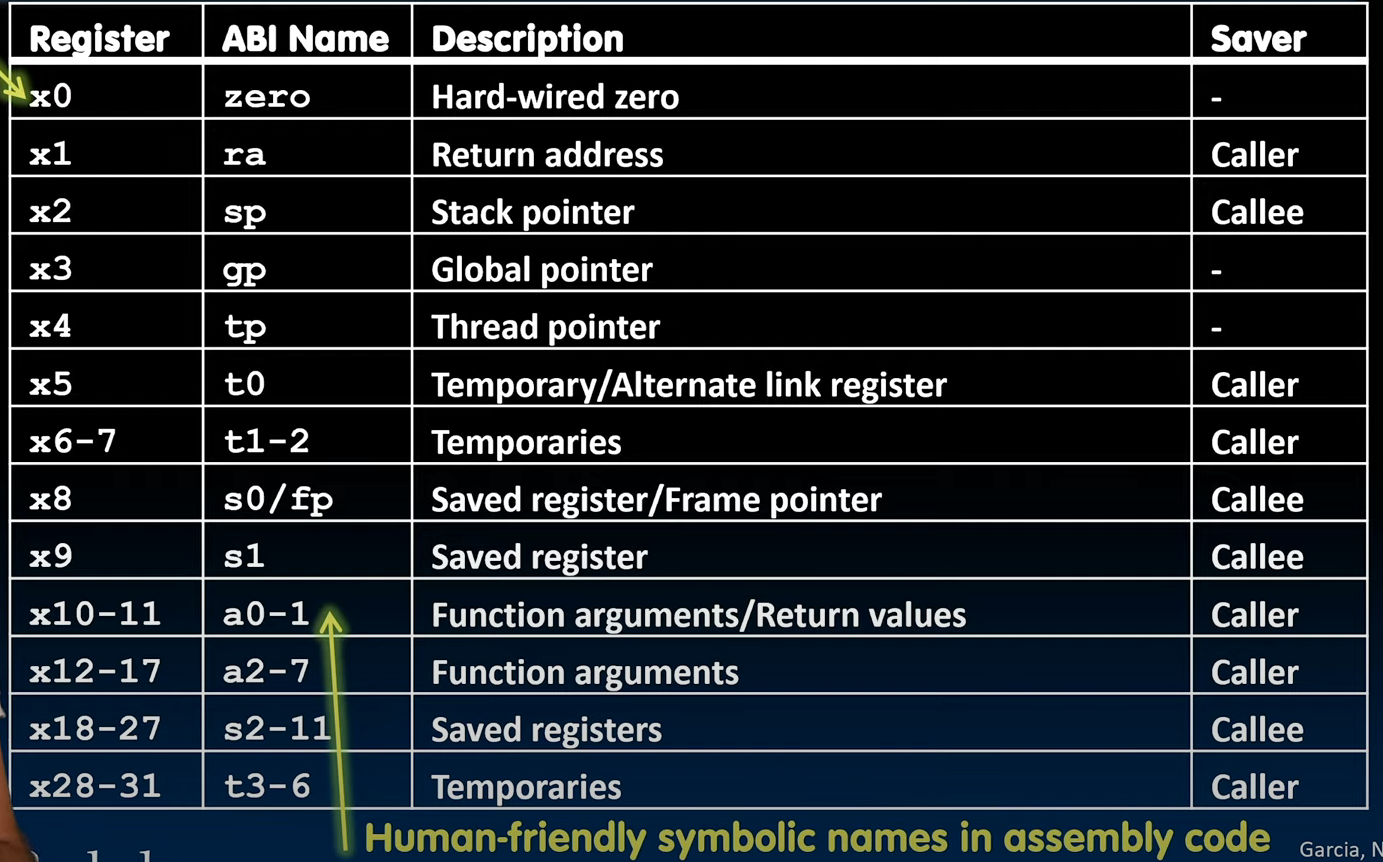 Register ABI Name Description Saver
x0 zero Hard-wired zero -
x1 ra Return address Caller
x2 sp Stack pointer Callee
x3 gp Global pointer -
x4 tp Thread pointer -
x5 t0 Temporary/Alternate link register Caller
x6-7 t1-2 Temporaries Caller
x8 s0/fp Saved register/Frame pointer Callee
x9 s1 Saved register Callee
x10-11 a0-1 Function arguments/Return values Caller
x12-17 a2-7 Function arguments Caller
x18-27 s2-11 Saved registers Callee
x28-31 t3-6 Temporaries Caller
Human-friendly symbolic names in assembly code
Garcia, N